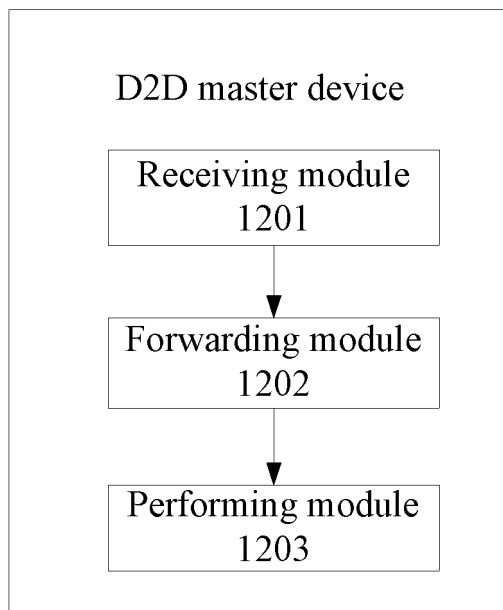 D2D master device
Receiving module
1201
Forwarding module
1202
Performing module
1203